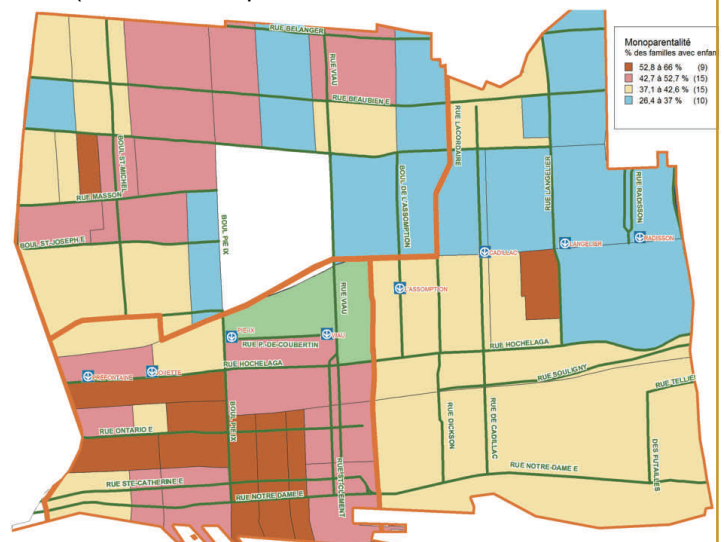 Monoparentalité
% des familles avec enfan
52,8 à 66 % (9)
42,7 à 52,7 % (15)
37,1 à 42,6 % (15)
26,4 à 37 % (10)
RUE BELANGER
RUE VIAU
RUE BEAUBIEN E
RUE LACORDAIRE
BOUL ST-MICHEL
RUE LANGELIER
RUE MASSON
BOUL DE L'ASSOMPTION
RUE RADISSON
BOUL ST-JOSEPH E
BOUL PIE IX
CADILLAC
LANGELIER
RADISSON
L'ASSOMPTION
RUE VIAU
PIE IX
RUE P.-DE-COUBERTIN
RUE HOCHELAGA
RUE HOCHELAGA
JOLIETTE
RUE SOULIGNY
RUE TELLIE
BOUL PIE IX
RUE ONTARIO E
RUE DICKSON
RUE DE CADILLAC
DES FUTAILLES
RUE STE-CATHERINE E
RUE ST-CLEMENT
RUE NOTRE-DAME E
RUE NOTRE-DAME E